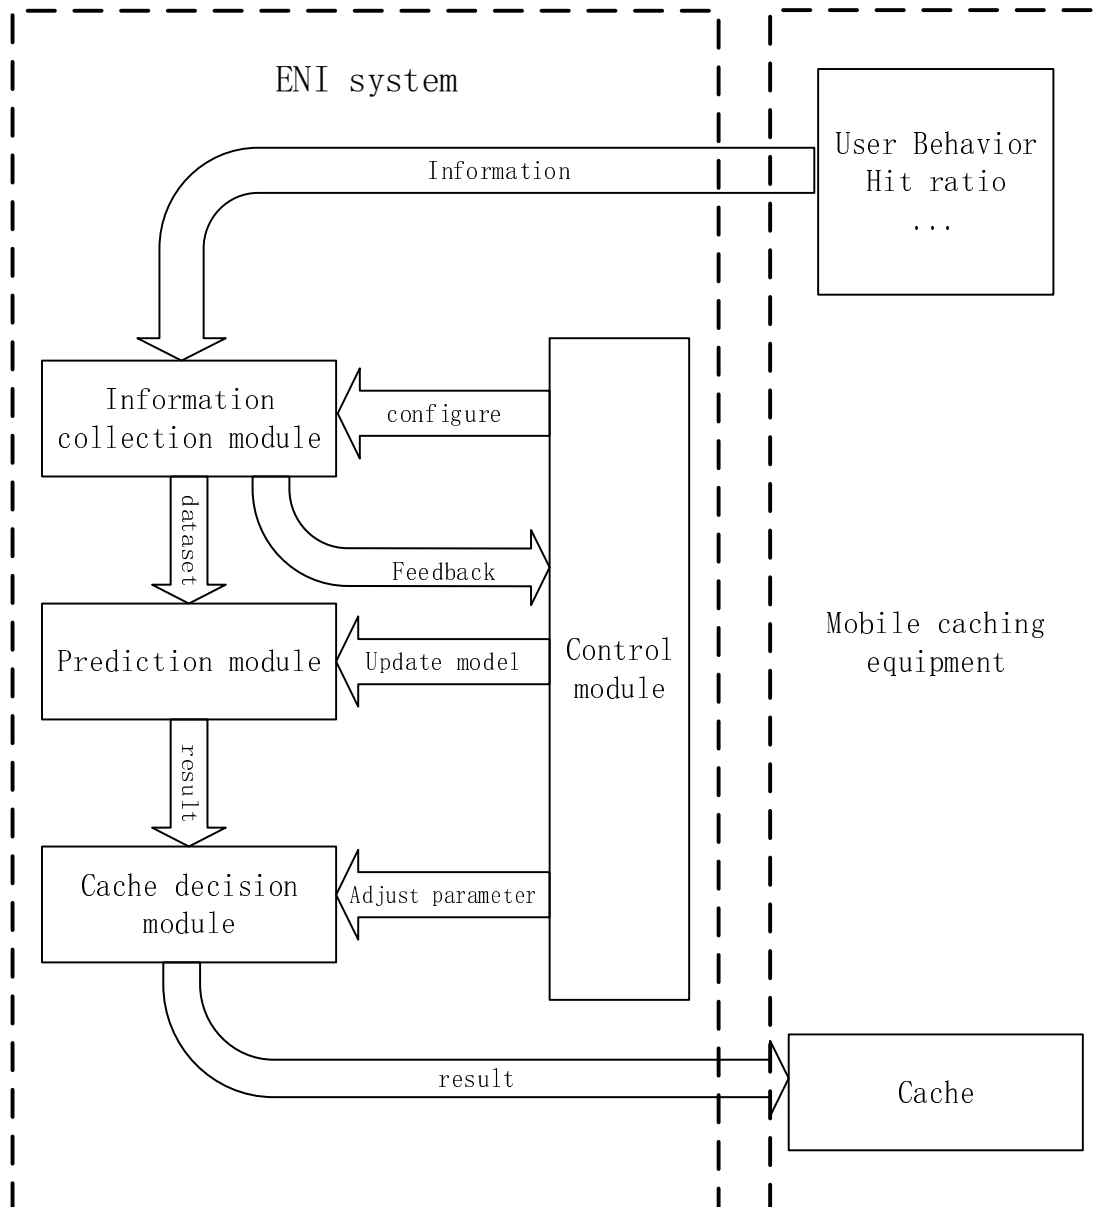 ENI system
User Behavior
Hit ratio
...
Information
Information
collection module
configure
dataset
Feedback
Prediction module
Update model
Control
module
Mobile caching
equipment
result
Cache decision
module
Adjust parameter
result
Cache